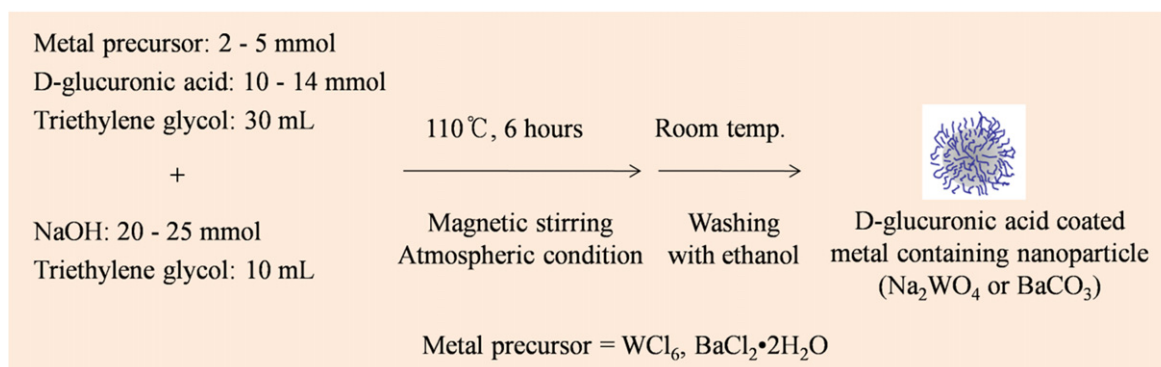 Metal precursor: 2 - 5 mmol
D-glucuronic acid: 10 - 14 mmol
Triethylene glycol: 30 mL
+
NaOH: 20 - 25 mmol
Triethylene glycol: 10 mL
110℃, 6 hours
Magnetic stirring
Atmospheric condition
Room temp.
Washing
with ethanol
D-glucuronic acid coated
metal containing nanoparticle
(Na₂WO₄ or BaCO₃)
Metal precursor = WCl₆, BaCl₂•2H₂O